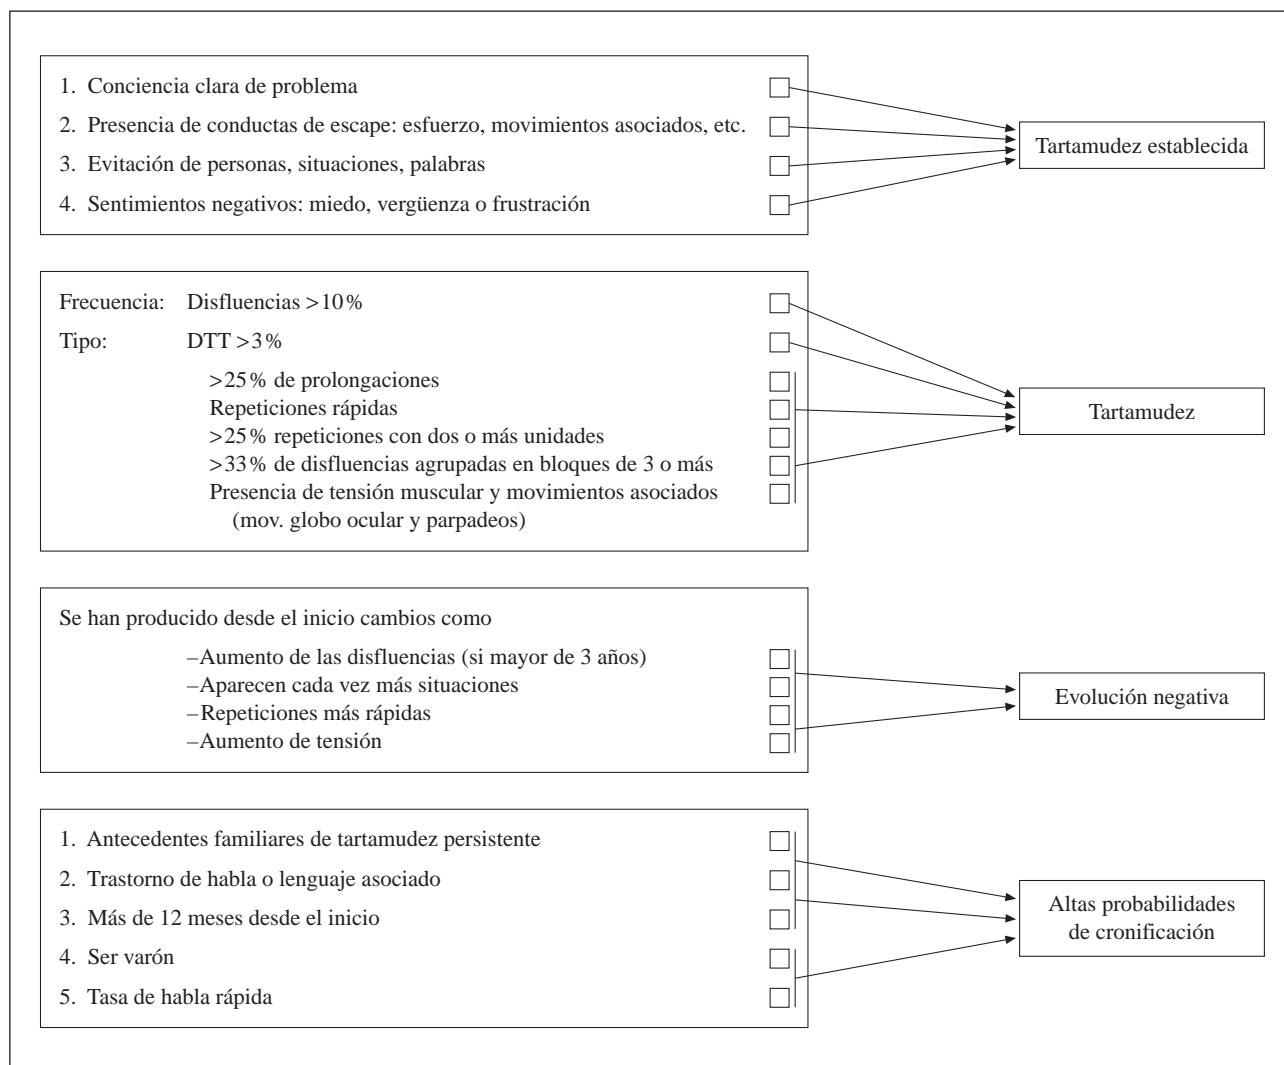 1. Conciencia clara de problema
2. Presencia de conductas de escape: esfuerzo, movimientos asociados, etc.
3. Evitación de personas, situaciones, palabras
4. Sentimientos negativos: miedo, vergüenza o frustración
Tartamudez establecida
Frecuencia: Disfluencias >10%
Tipo: DTT >3%
>25% de prolongaciones
Repeticiones rápidas
>25% repeticiones con dos o más unidades
>33% de disfluencias agrupadas en bloques de 3 o más
Presencia de tensión muscular y movimientos asociados
(mov. globo ocular y parpadeos)
Tartamudez
Se han producido desde el inicio cambios como
–Aumento de las disfluencias (si mayor de 3 años)
–Aparecen cada vez más situaciones
–Repeticiones más rápidas
–Aumento de tensión
Evolución negativa
1. Antecedentes familiares de tartamudez persistente
2. Trastorno de habla o lenguaje asociado
3. Más de 12 meses desde el inicio
4. Ser varón
5. Tasa de habla rápida
Altas probabilidades
de cronificación